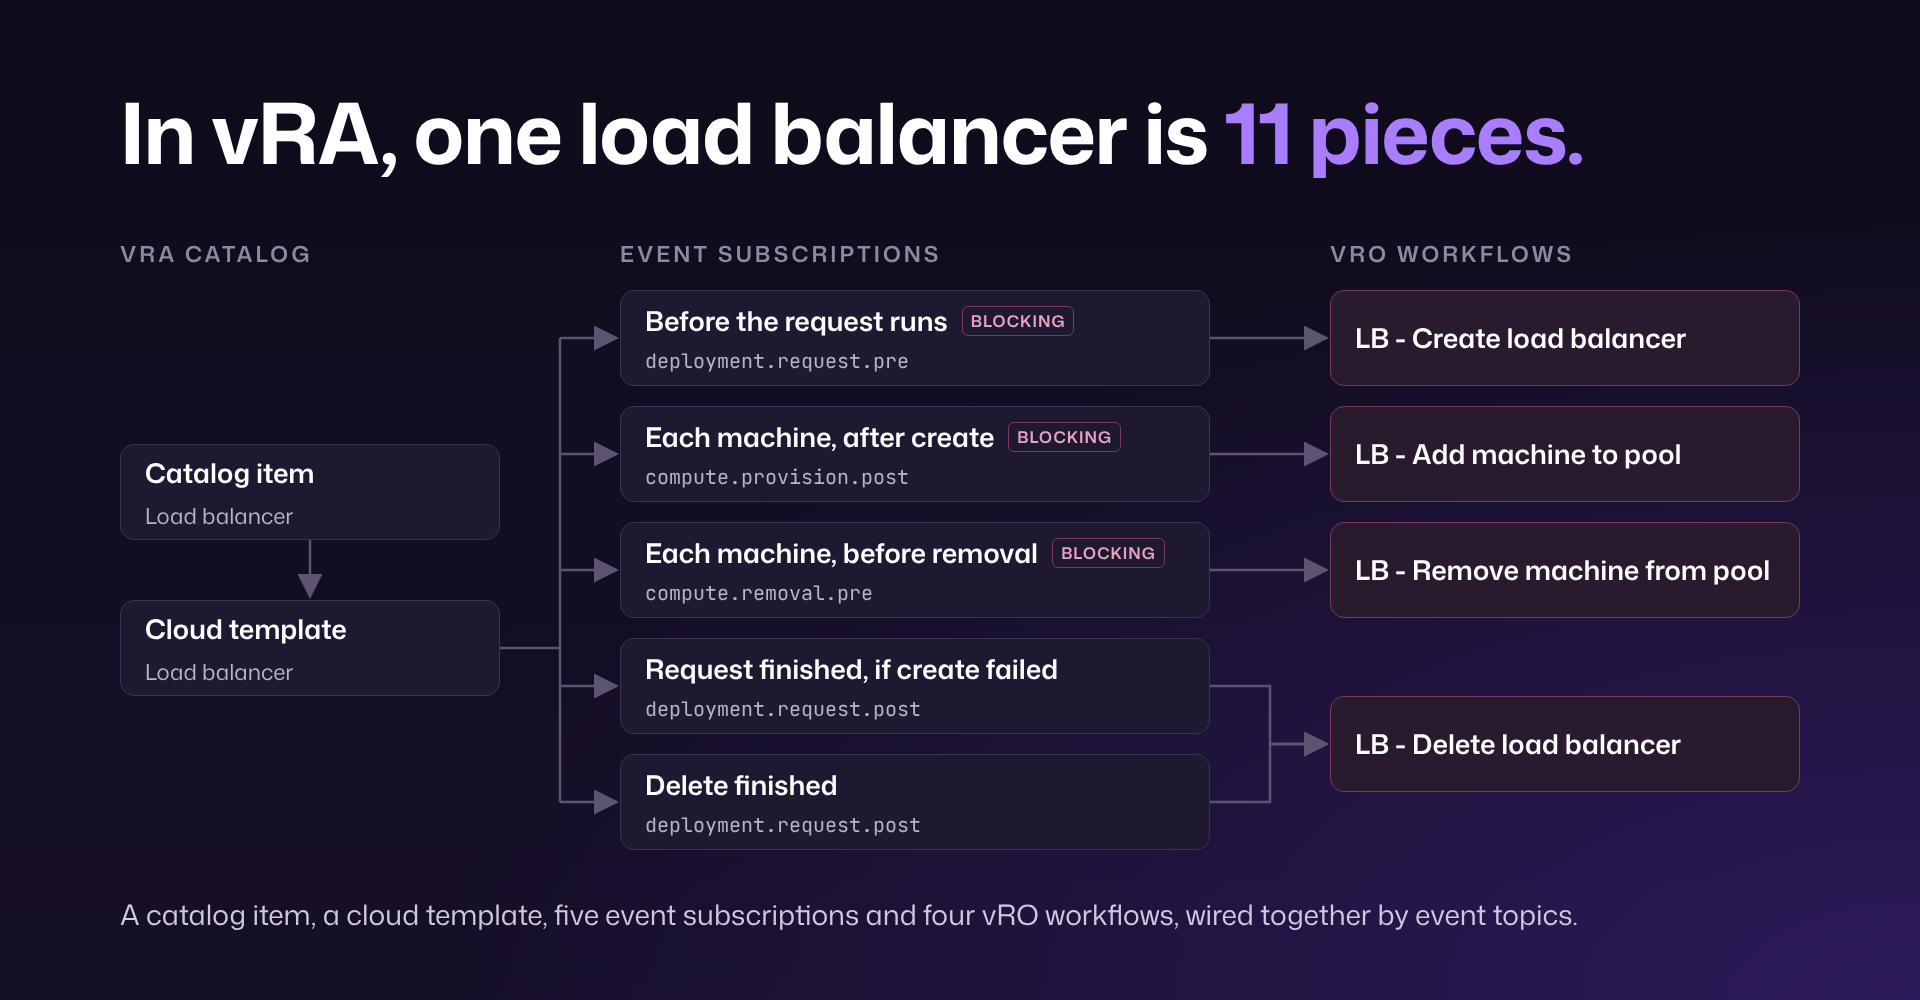 In vRA, one load balancer is 11 pieces.
VRA CATALOG
EVENT SUBSCRIPTIONS
VRO WORKFLOWS
Catalog item
Load balancer
Cloud template
Load balancer
Before the request runs BLOCKING
deployment.request.pre
Each machine, after create BLOCKING
compute.provision.post
Each machine, before removal BLOCKING
compute.removal.pre
Request finished, if create failed
deployment.request.post
Delete finished
deployment.request.post
LB - Create load balancer
LB - Add machine to pool
LB - Remove machine from pool
LB - Delete load balancer
A catalog item, a cloud template, five event subscriptions and four vRO workflows, wired together by event topics.